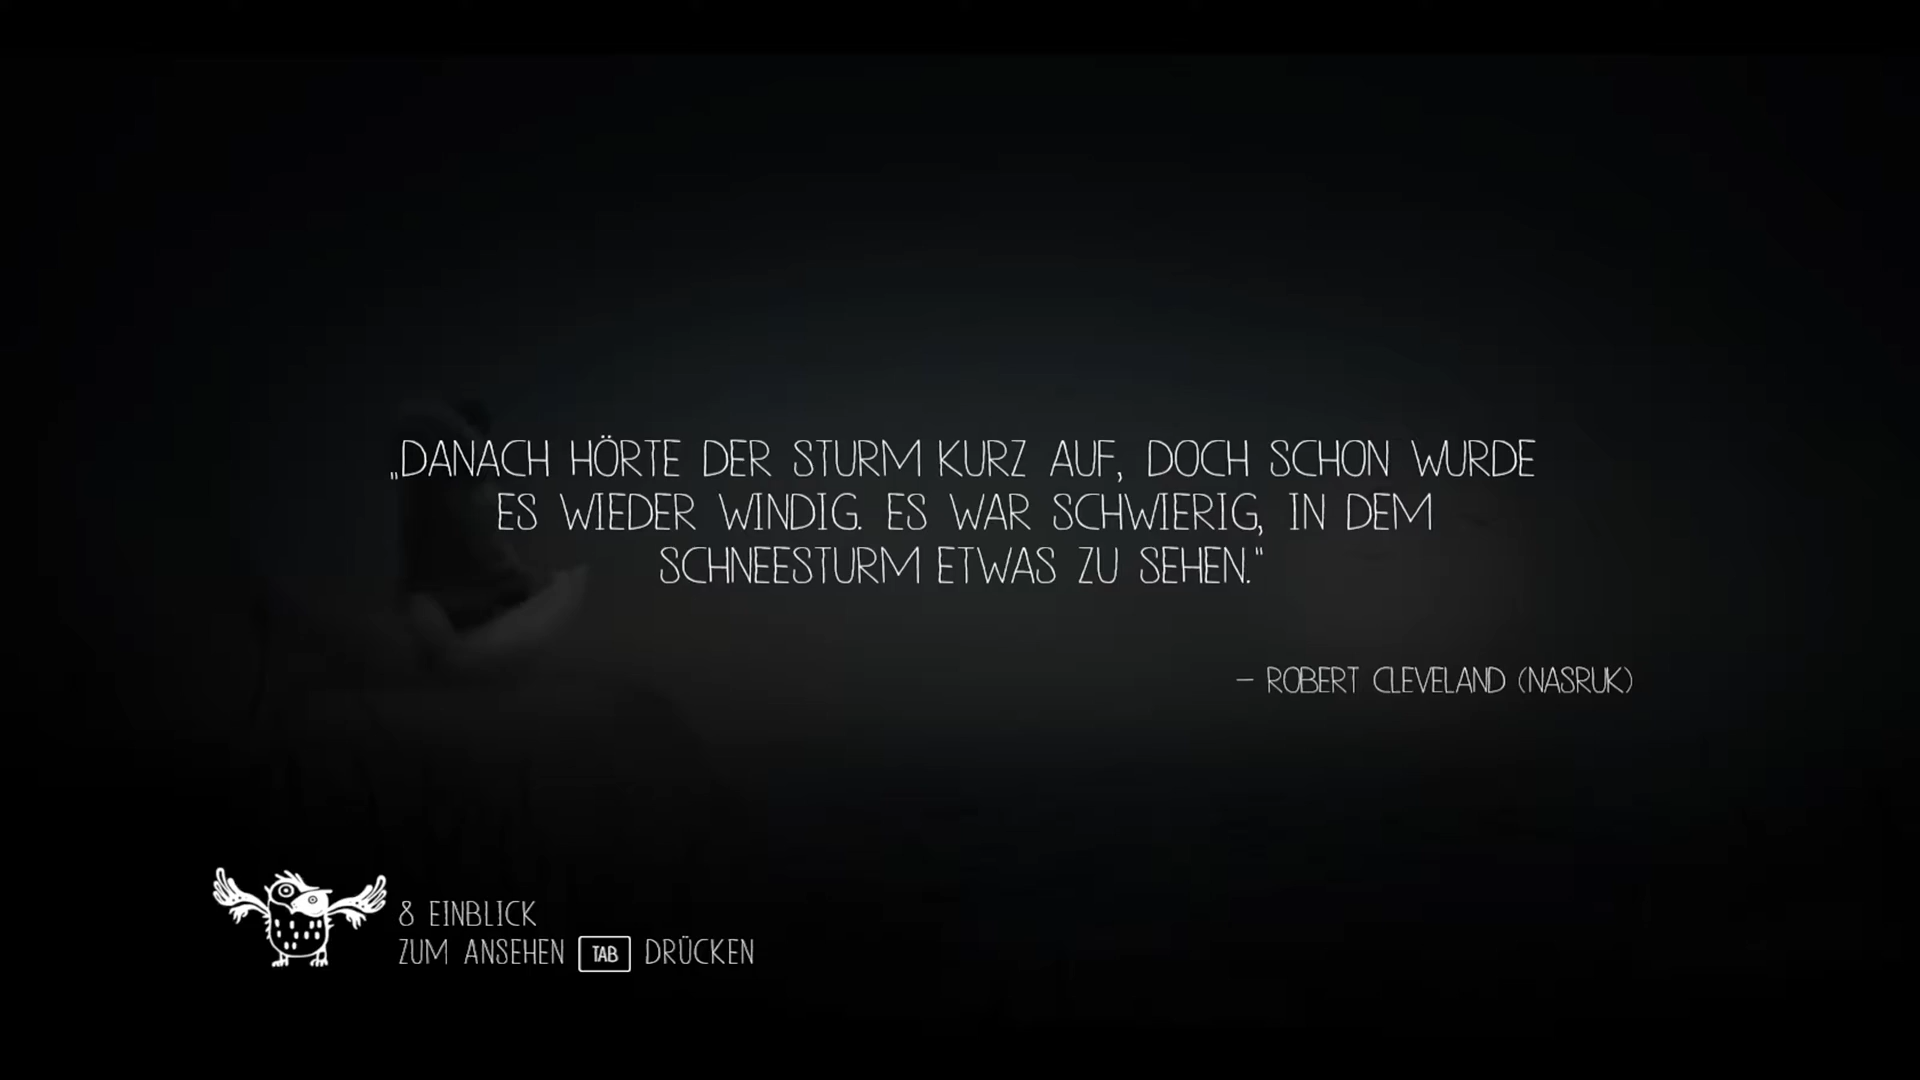 „DANACH HÖRTE DER STURM KURZ AUF, DOCH SCHON WURDE
ES WIEDER WINDIG. ES WAR SCHWIERIG, IN DEM
SCHNEESTURM ETWAS ZU SEHEN."
– ROBERT CLEVELAND (NASRUK)
8 EINBLICK
ZUM ANSEHEN TAB DRÜCKEN